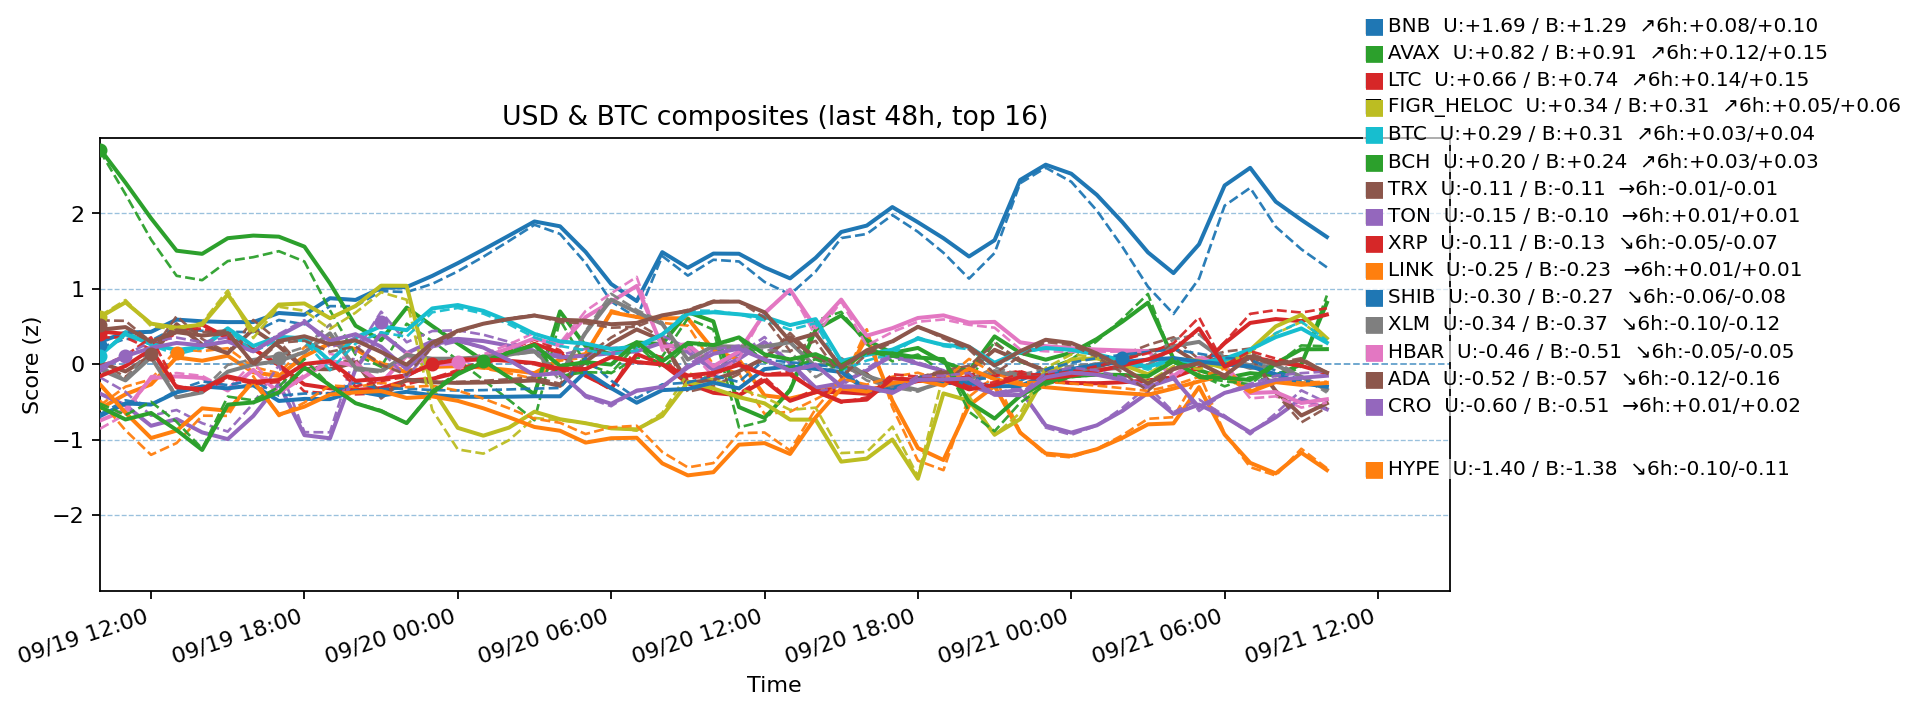 BNB  U:+1.69 / B:+1.29  ↗6h:+0.08/+0.10
AVAX  U:+0.82 / B:+0.91  ↗6h:+0.12/+0.15
LTC  U:+0.66 / B:+0.74  ↗6h:+0.14/+0.15
FIGR_HELOC  U:+0.34 / B:+0.31  ↗6h:+0.05/+0.06
USD & BTC composites (last 48h, top 16)
BTC  U:+0.29 / B:+0.31  ↗6h:+0.03/+0.04
BCH  U:+0.20 / B:+0.24  ↗6h:+0.03/+0.03
TRX  U:-0.11 / B:-0.11  →6h:-0.01/-0.01
TON  U:-0.15 / B:-0.10  →6h:+0.01/+0.01
XRP  U:-0.11 / B:-0.13  ↘6h:-0.05/-0.07
LINK  U:-0.25 / B:-0.23  →6h:+0.01/+0.01
SHIB  U:-0.30 / B:-0.27  ↘6h:-0.06/-0.08
XLM  U:-0.34 / B:-0.37  ↘6h:-0.10/-0.12
HBAR  U:-0.46 / B:-0.51  ↘6h:-0.05/-0.05
ADA  U:-0.52 / B:-0.57  ↘6h:-0.12/-0.16
CRO  U:-0.60 / B:-0.51  →6h:+0.01/+0.02
HYPE  U:-1.40 / B:-1.38  ↘6h:-0.10/-0.11
Score (z)
2
1
0
−1
−2
09/19 12:00
09/19 18:00
09/20 00:00
09/20 06:00
09/20 12:00
09/20 18:00
09/21 00:00
09/21 06:00
09/21 12:00
Time